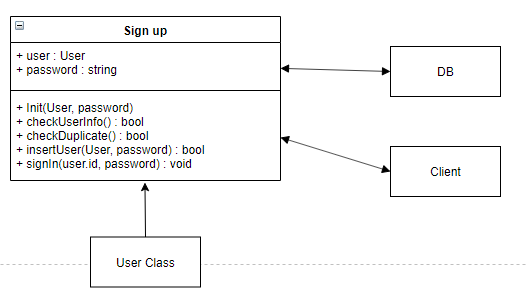 Sign up
+ user : User
+ password : string
+ Init(User, password)
+ checkUserInfo() : bool
+ checkDuplicate() : bool
+ insertUser(User, password) : bool
+ signIn(user.id, password) : void
DB
Client
User Class